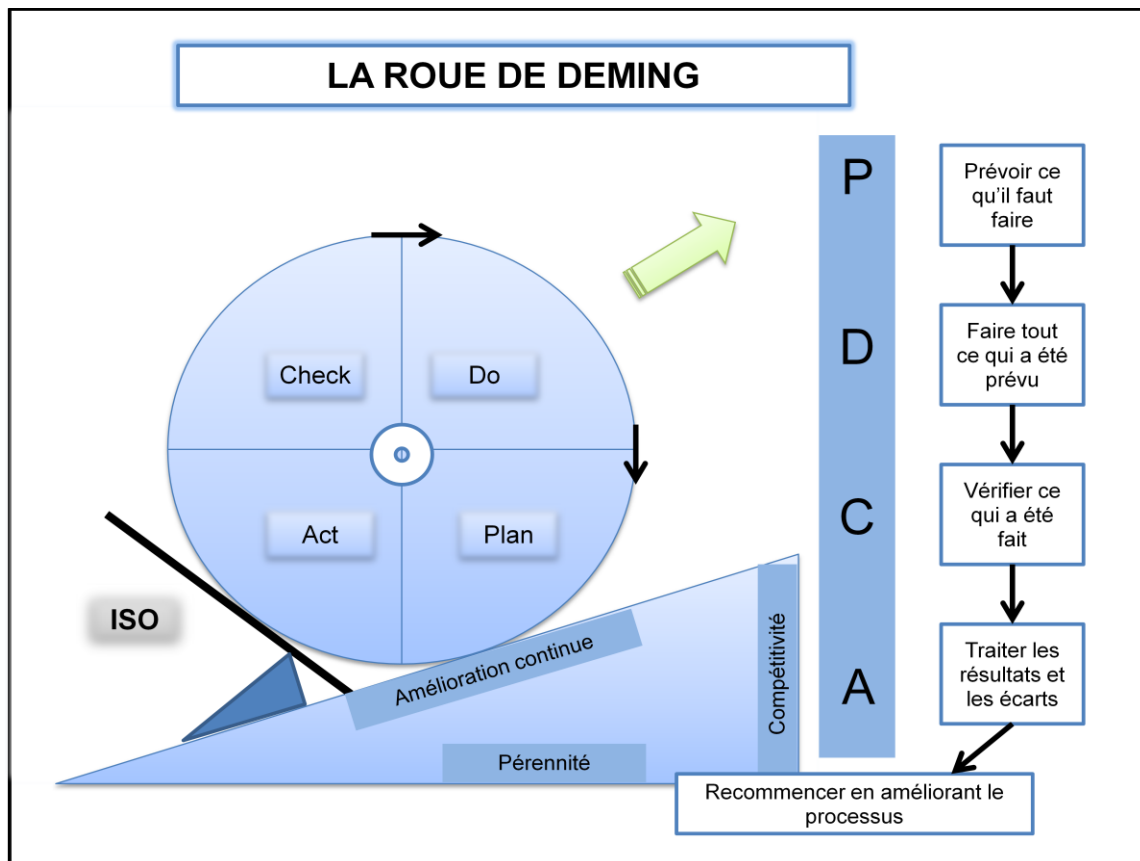 LA ROUE DE DEMING
Check
Do
Act
Plan
ISO
Amélioration continue
Pérennité
Compétitivité
P
D
C
A
Prévoir ce
qu'il faut
faire
Faire tout
ce qui a été
prévu
Vérifier ce
qui a été
fait
Traiter les
résultats et
les écarts
Recommencer en améliorant le
processus